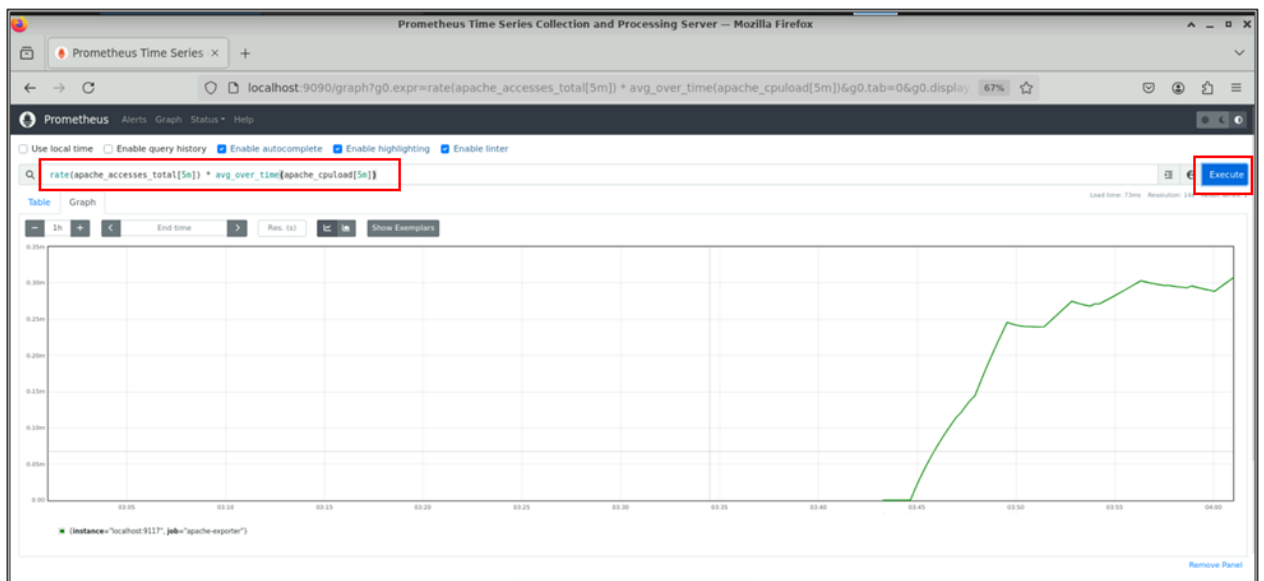 Prometheus Time Series Collection and Processing Server — Mozilla Firefox
Prometheus Time Series
localhost:9090/graph?g0.expr=rate(apache_accesses_total[5m]) * avg_over_time(apache_cpuload[5m])&g0.tab=0&g0.display 67%
Prometheus Alerts Graph Status Help
Use local time Enable query history Enable autocomplete Enable highlighting Enable linter
rate(apache_accesses_total[5m]) * avg_over_time(apache_cpuload[5m]) Execute
Load time: 73ms Resolution:
Table Graph
− 1h + < End time > Res. (s) Show Exemplars
0.35m
0.30m
0.25m
0.20m
0.15m
0.10m
0.05m
0.00
03:05 03:10 03:15 03:20 03:25 03:30 03:35 03:40 03:45 03:50 03:55 04:00
{instance="localhost:9117", job="apache-exporter"}
Remove Panel